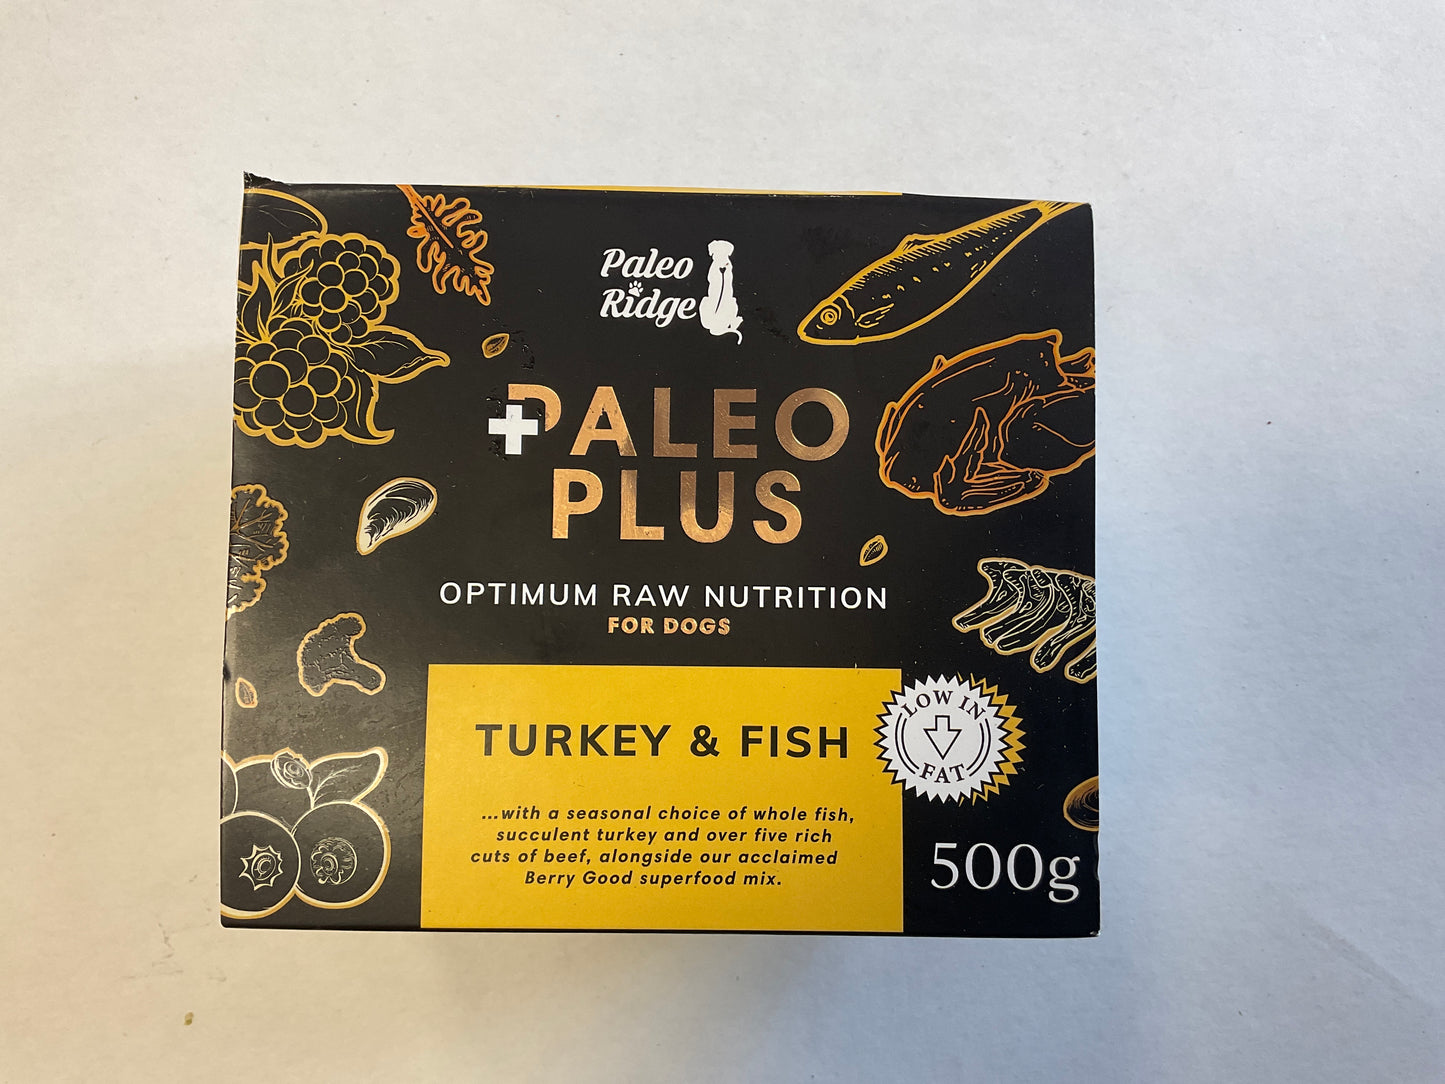 Paleo
Ridge
PALEO
PLUS
OPTIMUM RAW NUTRITION
FOR DOGS
TURKEY & FISH
LOW IN
FAT
...with a seasonal choice of whole fish,
succulent turkey and over five rich
cuts of beef, alongside our acclaimed
Berry Good superfood mix.
500g